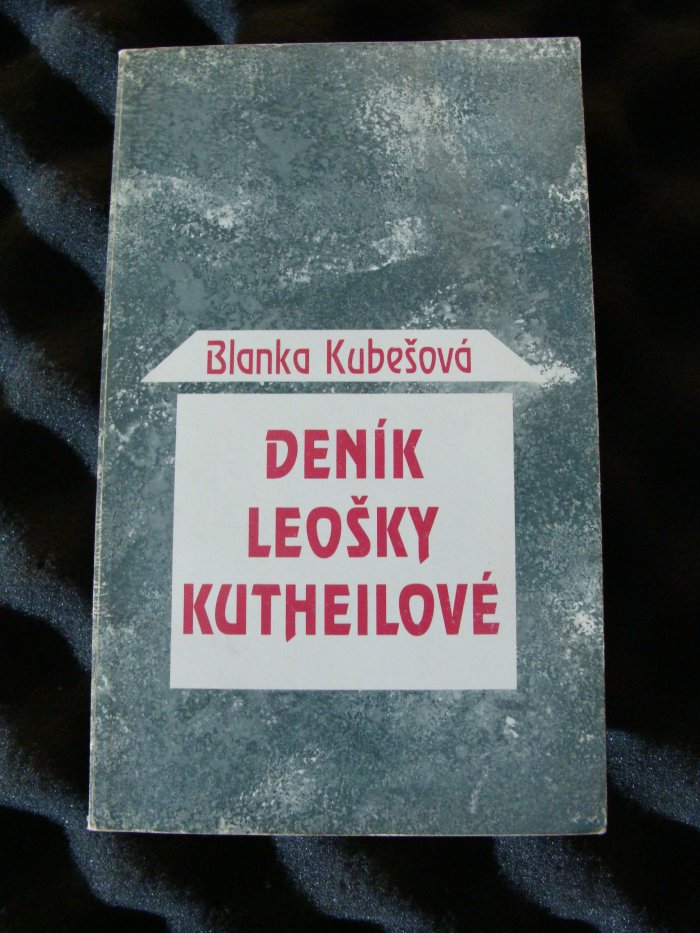 Blanka Kubešová
DENÍK
LEOŠKY
KUTHEILOVÉ